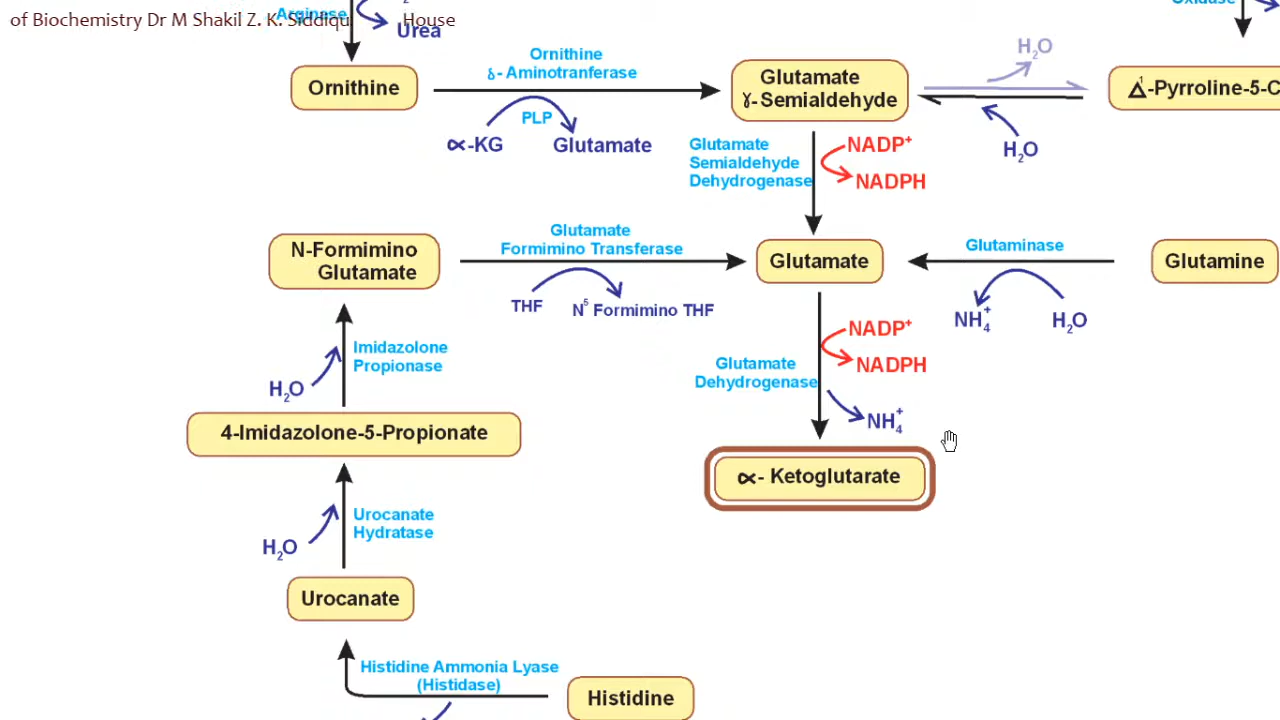 of Biochemistry Dr M Shakil Z. K. Siddiqu House
Arginase
Urea
Oxidase
Ornithine
Ornithine
δ- Aminotranferase
PLP
∝-KG
Glutamate
Glutamate
ɣ-Semialdehyde
H₂O
H₂O
Δ¹-Pyrroline-5-C
Glutamate
Semialdehyde
Dehydrogenase
NADP⁺
NADPH
N-Formimino
Glutamate
Glutamate
Formimino Transferase
THF
N⁵ Formimino THF
Glutamate
Glutaminase
NH₄⁺
H₂O
Glutamine
Imidazolone
Propionase
H₂O
Glutamate
Dehydrogenase
NADP⁺
NADPH
NH₄⁺
4-Imidazolone-5-Propionate
∝- Ketoglutarate
Urocanate
Hydratase
H₂O
Urocanate
Histidine Ammonia Lyase
(Histidase)
Histidine